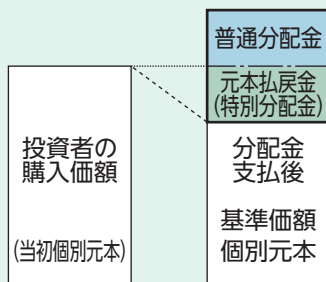 普通分配金
元本払戻金
(特別分配金)
投資者の
購入価額
(当初個別元本)
分配金
支払後
基準価額
個別元本